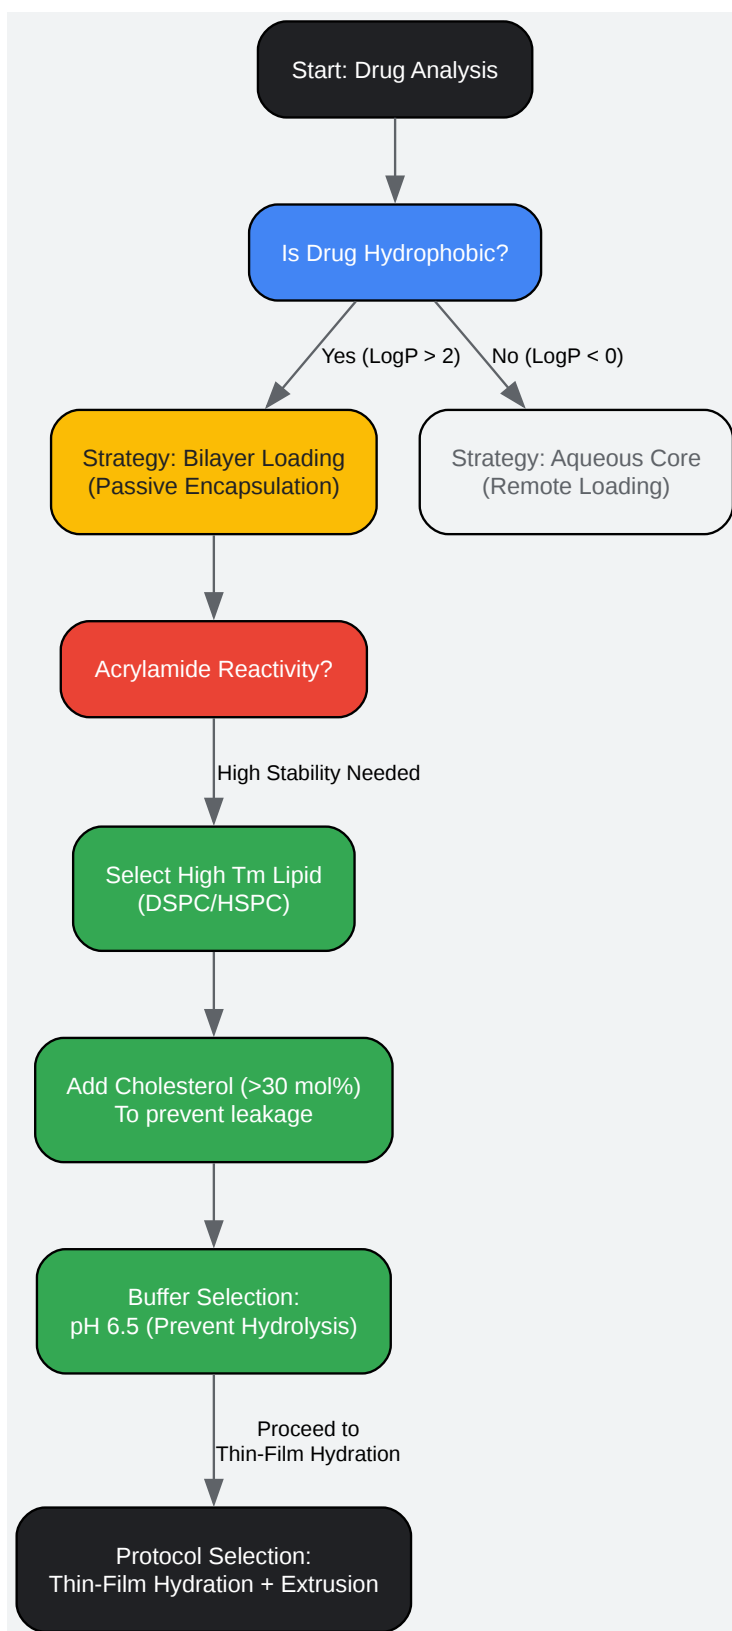 Start: Drug Analysis
Is Drug Hydrophobic?
Yes (LogP > 2)
No (LogP < 0)
Strategy: Bilayer Loading
(Passive Encapsulation)
Strategy: Aqueous Core
(Remote Loading)
Acrylamide Reactivity?
High Stability Needed
Select High Tm Lipid
(DSPC/HSPC)
Add Cholesterol (>30 mol%)
To prevent leakage
Buffer Selection:
pH 6.5 (Prevent Hydrolysis)
Proceed to
Thin-Film Hydration
Protocol Selection:
Thin-Film Hydration + Extrusion